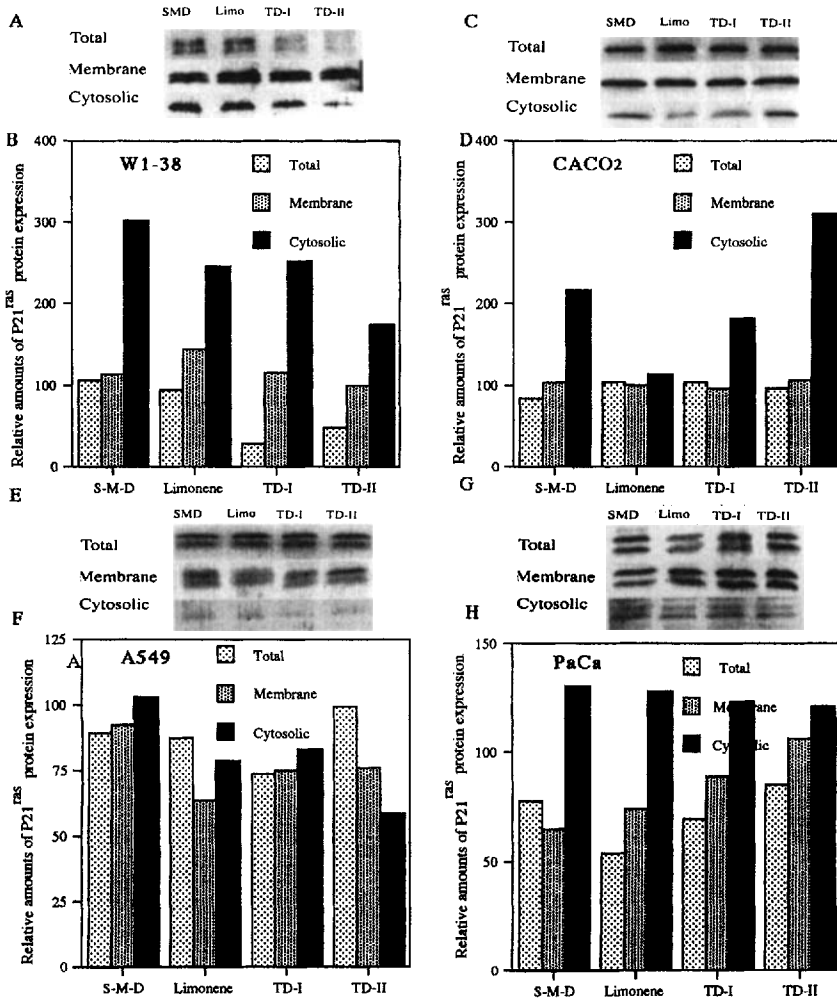 A
SMD Limo TD-I TD-II
Total
Membrane
Cytosolic
B
Relative amounts of P21ras protein expression
400
300
200
100
0
W1-38
Total
Membrane
Cytosolic
S-M-D Limonene TD-I TD-II
C
SMD Limo TD-I TD-II
Total
Membrane
Cytosolic
D
Relative amounts of P21ras protein expression
400
300
200
100
0
CACO2
Total
Membrane
Cytosolic
S-M-D Limonene TD-I TD-II
E
SMD Limo TD-I TD-II
Total
Membrane
Cytosolic
F
Relative amounts of P21ras protein expression
125
100
75
50
25
0
A
A549
Total
Membrane
Cytosolic
S-M-D Limonene TD-I TD-II
G
SMD Limo TD-I TD-II
Total
Membrane
Cytosolic
H
Relative amounts of P21ras protein expression
150
100
50
0
PaCa
Total
Membrane
Cytosolic
S-M-D Limonene TD-I TD-II